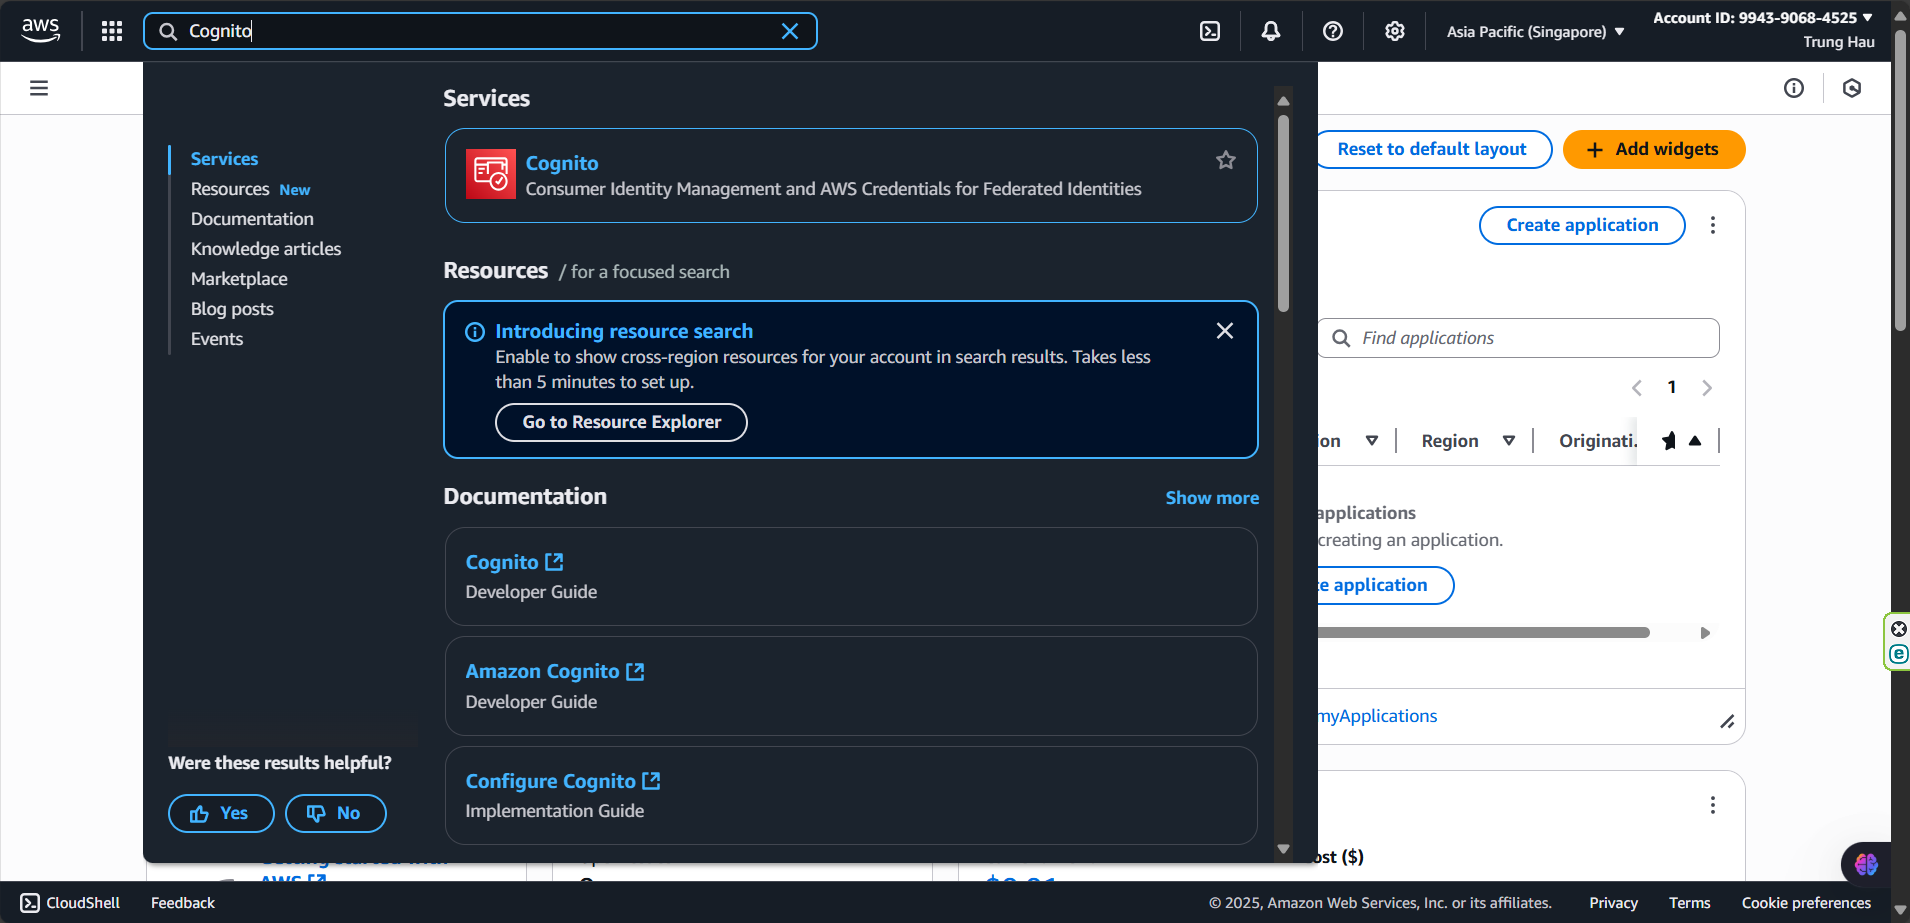 aws
Cognito
Asia Pacific (Singapore)
Account ID: 9943-9068-4525
Trung Hau
Services
Resources New
Documentation
Knowledge articles
Marketplace
Blog posts
Events
Were these results helpful?
Yes
No
Services
Cognito
Consumer Identity Management and AWS Credentials for Federated Identities
Resources / for a focused search
Introducing resource search
Enable to show cross-region resources for your account in search results. Takes less
than 5 minutes to set up.
Go to Resource Explorer
Documentation
Show more
Cognito
Developer Guide
Amazon Cognito
Developer Guide
Configure Cognito
Implementation Guide
Reset to default layout
Add widgets
Create application
Find applications
1
ion
Region
Originati.
applications
creating an application.
te application
myApplications
ost ($)
AWS
CloudShell
Feedback
© 2025, Amazon Web Services, Inc. or its affiliates.
Privacy
Terms
Cookie preferences